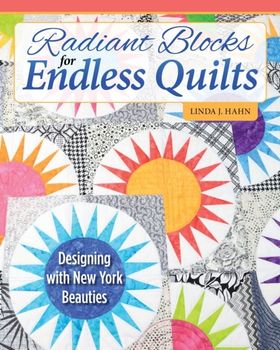 Radiant Blocks
for
Endless Quilts
LINDA J. HAHN
Designing
with New York
Beauties